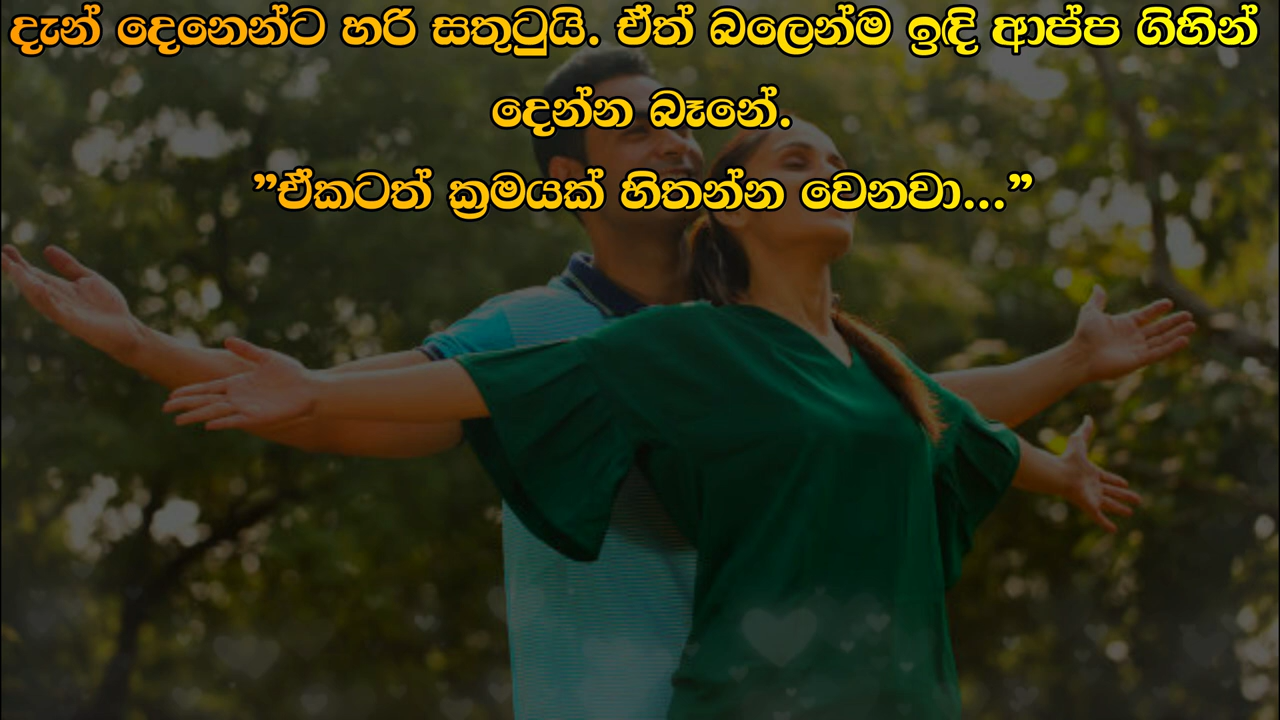 දැන් දෙනෙන්ට හරි සතුටුයි. ඒත් බලෙන්ම ඉඳි ආප්ප ගිහින්
දෙන්න බෑනේ.
”ඒකටත් ක්‍රමයක් හිතන්න වෙනවා...”